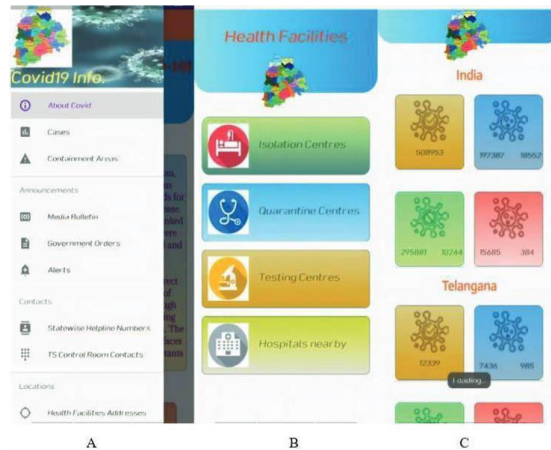 Covid19 Info.
About Covid
Cases
Containment Areas
Announcements
Media Bulletin
Government Orders
Alerts
Contacts
Statewise Helpline Numbers
TS Control Room Contacts
Locations
Health Facilities Addresses
A
Health Facilities
Isolation Centres
Quarantine Centres
Testing Centres
Hospitals nearby
B
India
508953
197387 18552
295881 10244
15685 384
Telangana
12339
7436 985
Loading..
C